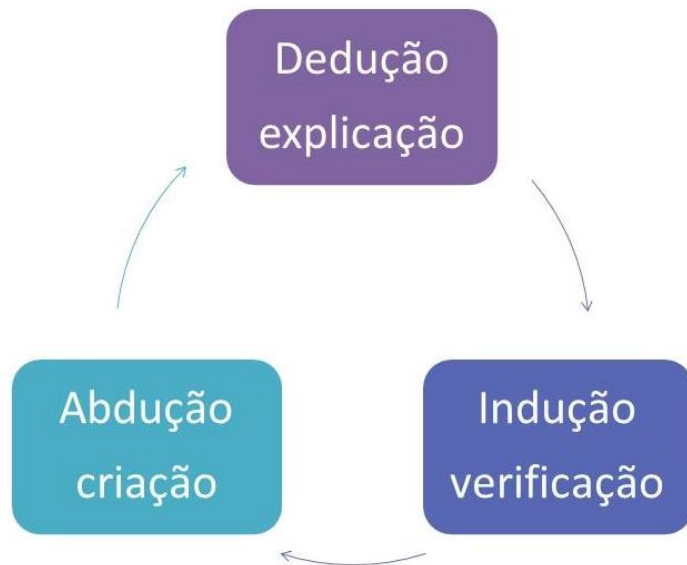 Dedução
explicação
Abdução
criação
Indução
verificação